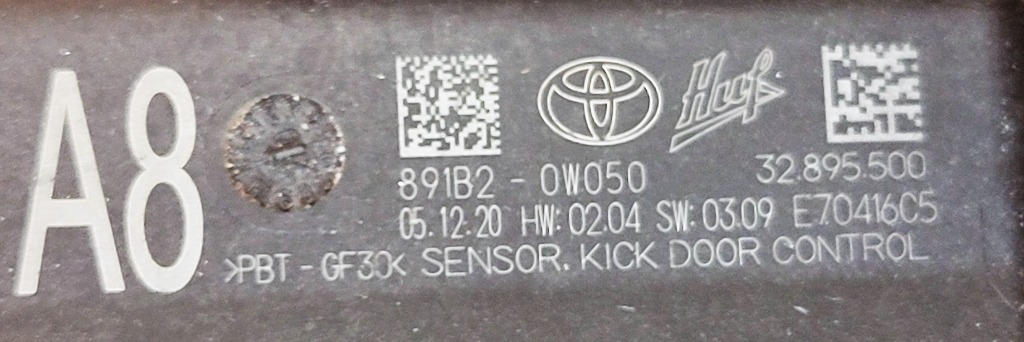 A8
Huf
891B2 - 0W050
32.895.500
05.12.20 HW: 02.04 SW: 03.09 E70416C5
>PBT - GF30< SENSOR. KICK DOOR CONTROL